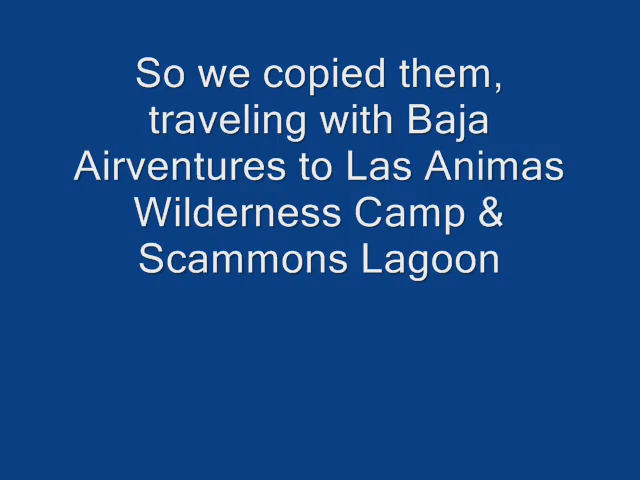 So we copied them,
traveling with Baja
Airventures to Las Animas
Wilderness Camp &
Scammons Lagoon